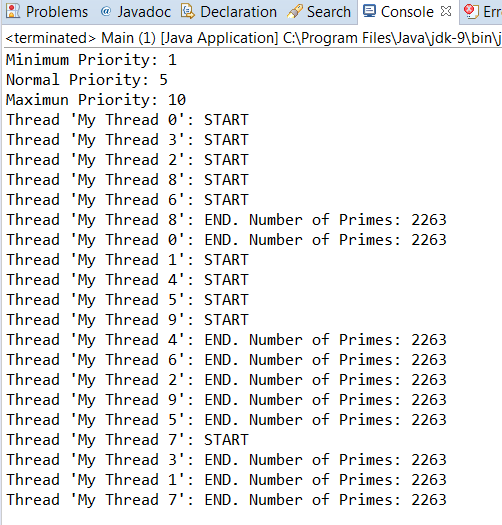 Problems @ Javadoc Declaration Search Console Err
<terminated> Main (1) [Java Application] C:\Program Files\Java\jdk-9\bin\j
Minimum Priority: 1
Normal Priority: 5
Maximun Priority: 10
Thread 'My Thread 0': START
Thread 'My Thread 3': START
Thread 'My Thread 2': START
Thread 'My Thread 8': START
Thread 'My Thread 6': START
Thread 'My Thread 8': END. Number of Primes: 2263
Thread 'My Thread 0': END. Number of Primes: 2263
Thread 'My Thread 1': START
Thread 'My Thread 4': START
Thread 'My Thread 5': START
Thread 'My Thread 9': START
Thread 'My Thread 4': END. Number of Primes: 2263
Thread 'My Thread 6': END. Number of Primes: 2263
Thread 'My Thread 2': END. Number of Primes: 2263
Thread 'My Thread 9': END. Number of Primes: 2263
Thread 'My Thread 5': END. Number of Primes: 2263
Thread 'My Thread 7': START
Thread 'My Thread 3': END. Number of Primes: 2263
Thread 'My Thread 1': END. Number of Primes: 2263
Thread 'My Thread 7': END. Number of Primes: 2263